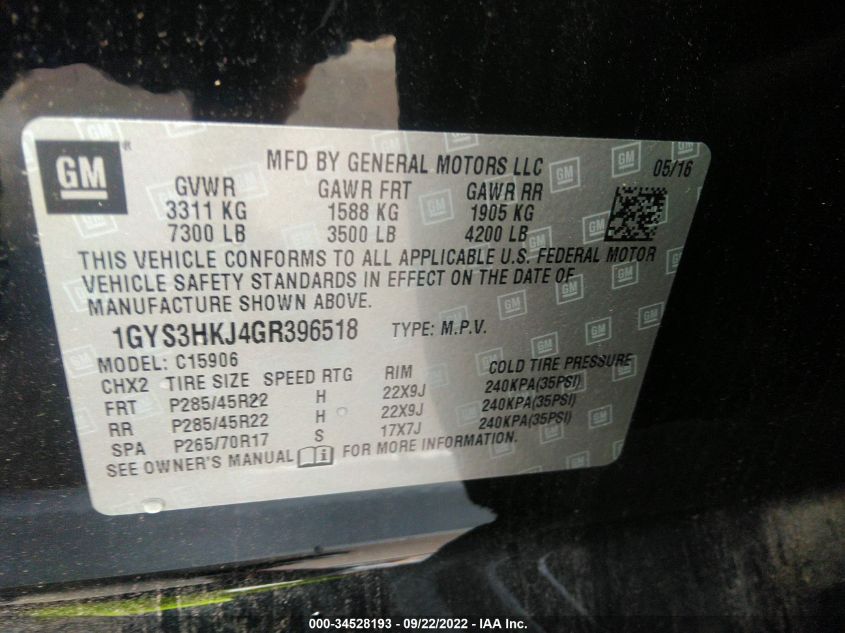 GM ® MFD BY GENERAL MOTORS LLC 05/16
GVWR GAWR FRT GAWR RR
3311 KG 1588 KG 1905 KG
7300 LB 3500 LB 4200 LB
THIS VEHICLE CONFORMS TO ALL APPLICABLE U.S. FEDERAL MOTOR
VEHICLE SAFETY STANDARDS IN EFFECT ON THE DATE OF
MANUFACTURE SHOWN ABOVE.
1GYS3HKJ4GR396518 TYPE: M.P.V.
MODEL: C15906
CHX2 TIRE SIZE SPEED RTG RIM COLD TIRE PRESSURE
FRT P285/45R22 H 22X9J 240KPA(35PSI)
RR P285/45R22 H 22X9J 240KPA(35PSI)
SPA P265/70R17 S 17X7J 240KPA(35PSI)
SEE OWNER'S MANUAL FOR MORE INFORMATION.
000-34528193 - 09/22/2022 - IAA Inc.